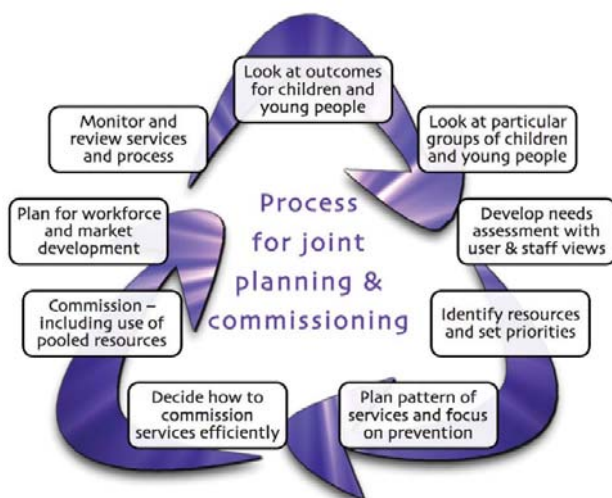 Look at outcomes
for children and
young people
Look at particular
groups of children
and young people
Develop needs
assessment with
user & staff views
Identify resources
and set priorities
Plan pattern of
services and focus
on prevention
Decide how to
commission
services efficiently
Commission –
including use of
pooled resources
Plan for workforce
and market
development
Monitor and
review services
and process
Process
for joint
planning &
commissioning